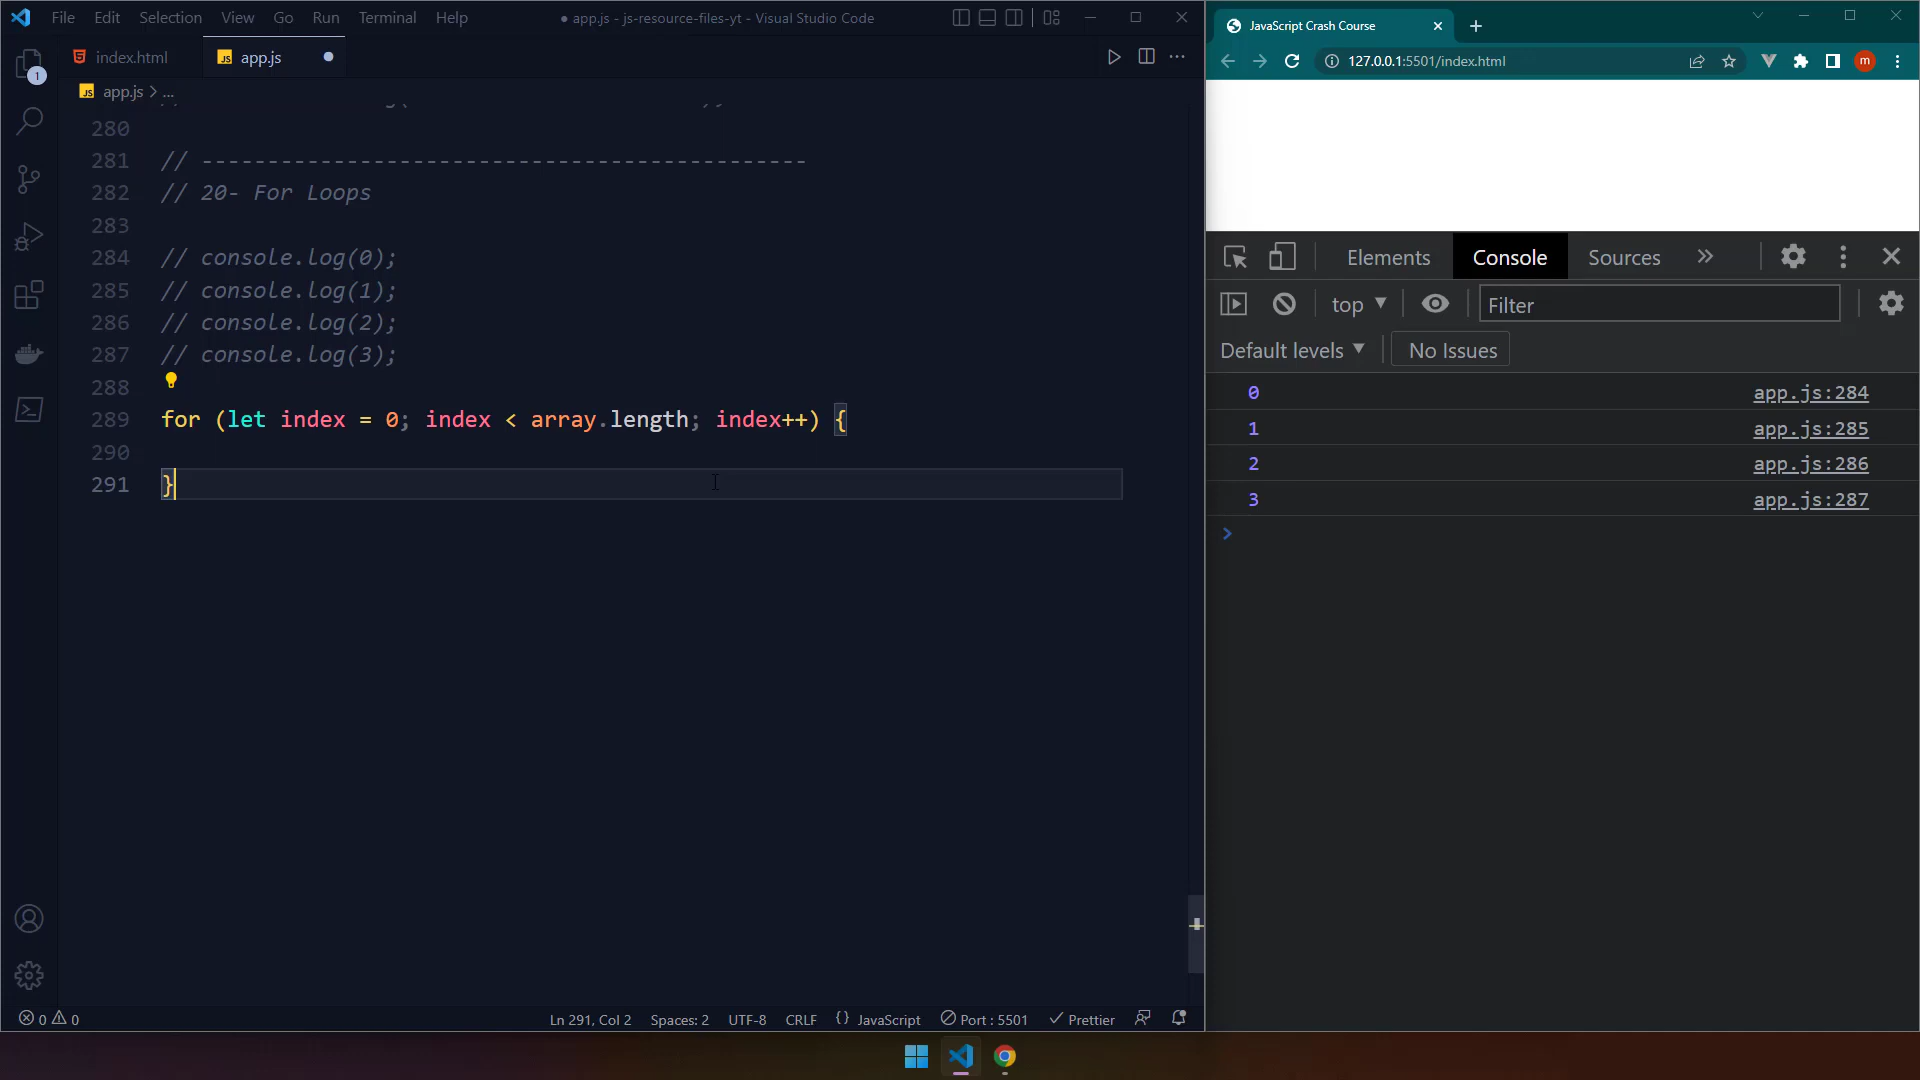 File Edit Selection View Go Run Terminal Help
● app.js - js-resource-files-yt - Visual Studio Code
index.html
JS app.js
JS app.js > ...
1
280
281 // ----------------------------------------------
282 // 20- For Loops
283
284 // console.log(0);
285 // console.log(1);
286 // console.log(2);
287 // console.log(3);
288
289 for (let index = 0; index < array.length; index++) {
290
291 }
0 0
Ln 291, Col 2 Spaces: 2 UTF-8 CRLF {} JavaScript Port : 5501 Prettier
JavaScript Crash Course
127.0.0.1:5501/index.html
m
Elements Console Sources »
top Filter
Default levels No Issues
0 app.js:284
1 app.js:285
2 app.js:286
3 app.js:287
>